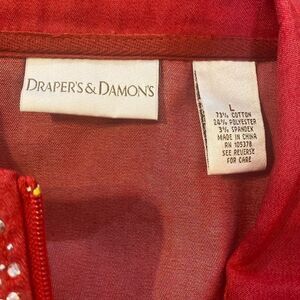 DRAPER'S & DAMON'S
L
73% COTTON
24% POLYESTER
3% SPANDEX
MADE IN CHINA
RN 105378
SEE REVERSE
FOR CARE